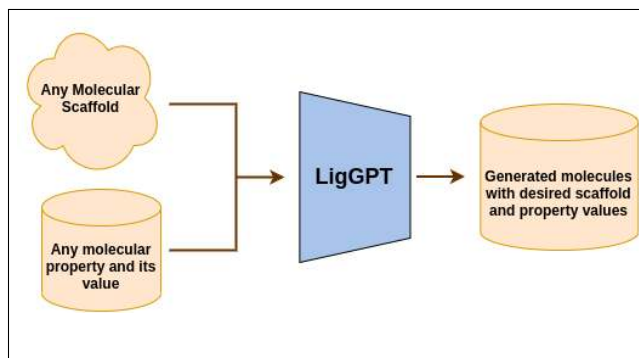 Any Molecular
Scaffold
Any molecular
property and its
value
LigGPT
Generated molecules
with desired scaffold
and property values